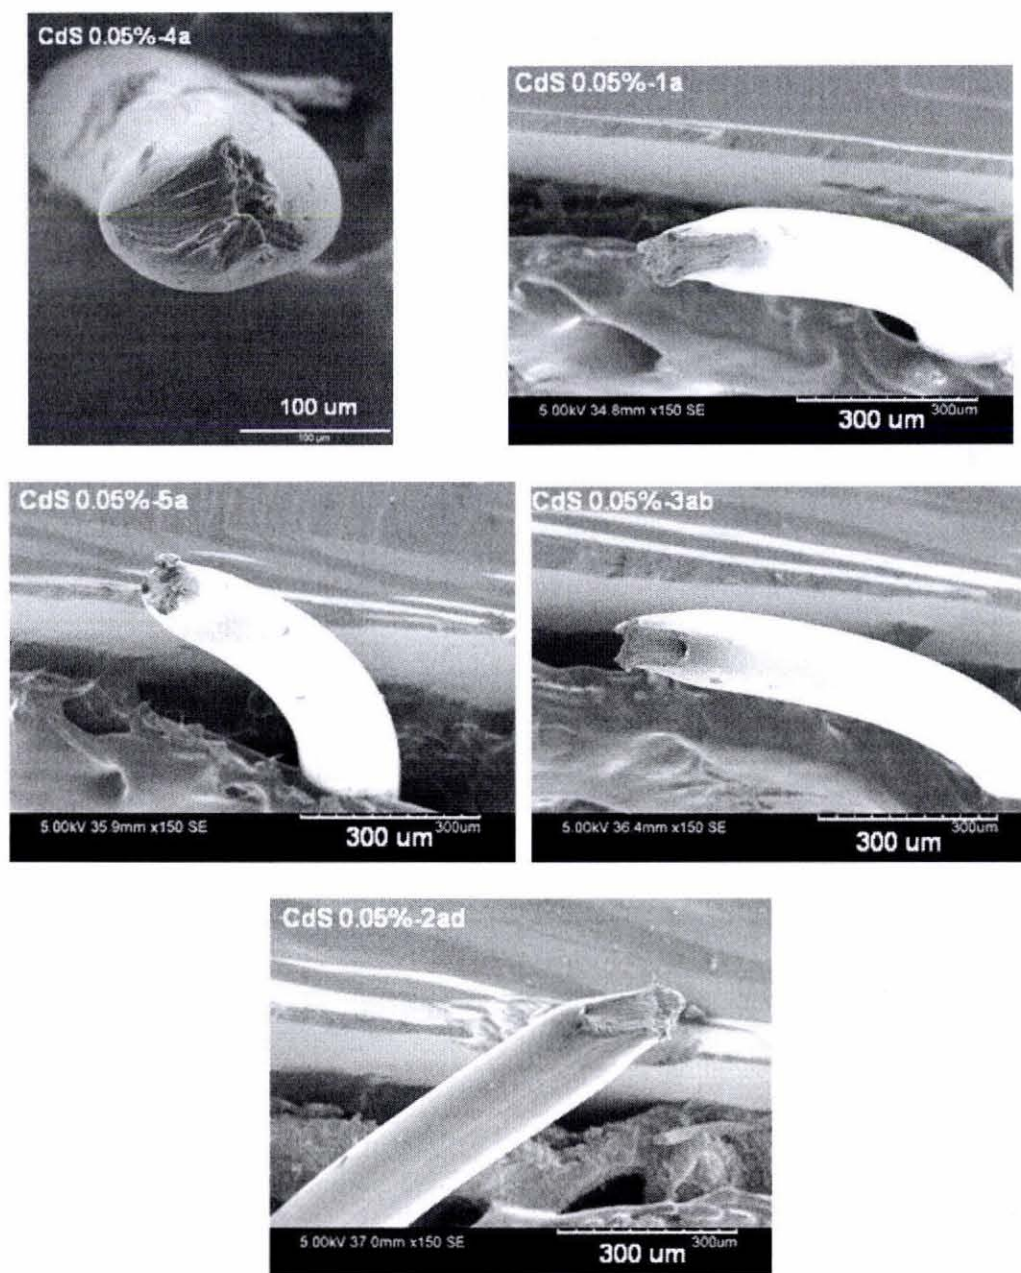 CdS 0.05%-4a
100 um
100 um
CdS 0.05%-1a
5.00kV 34.8mm x150 SE
300um
300 um
CdS 0.05%-5a
5.00kV 35.9mm x150 SE
300um
300 um
CdS 0.05%-3ab
5.00kV 36.4mm x150 SE
300um
300 um
CdS 0.05%-2ad
5.00kV 37.0mm x150 SE
300um
300 um